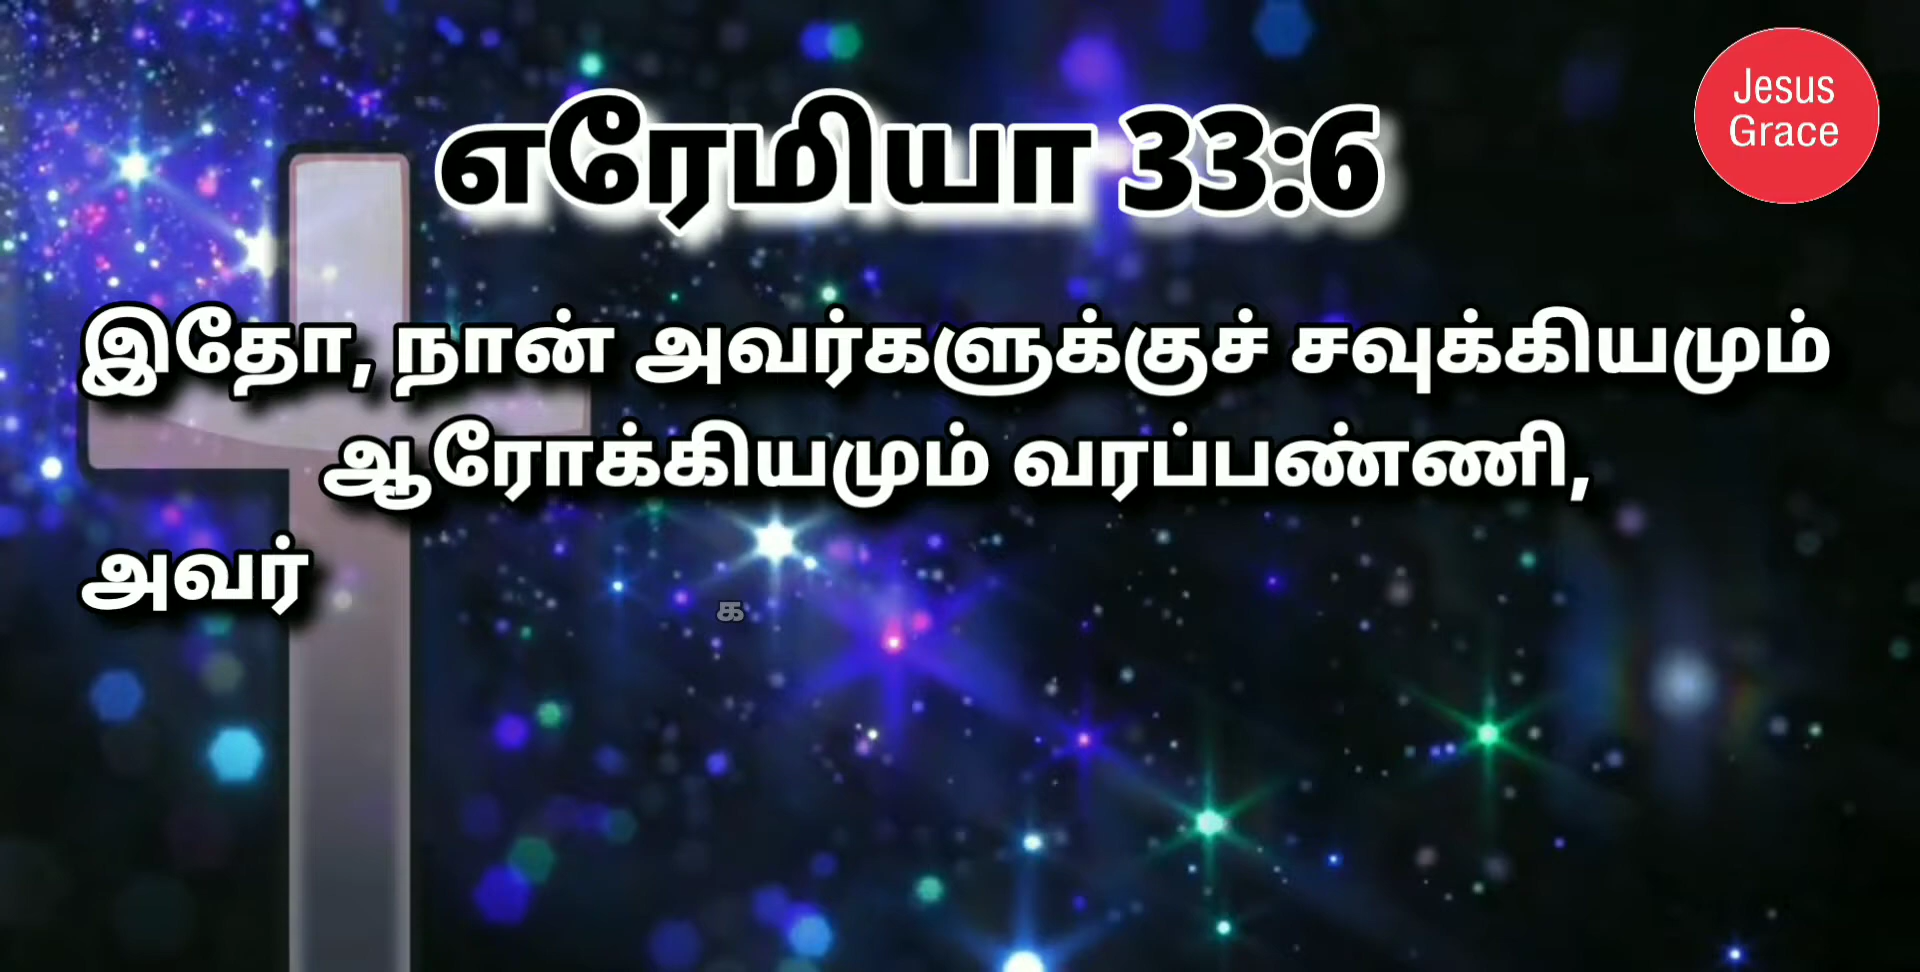 எரேமியா 33:6
Jesus
Grace
இதோ, நான் அவர்களுக்குச் சவுக்கியமும்
ஆரோக்கியமும் வரப்பண்ணி,
அவர்
க